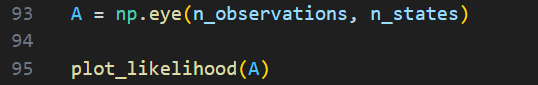 93 A = np.eye(n_observations, n_states)
94
95 plot_likelihood(A)